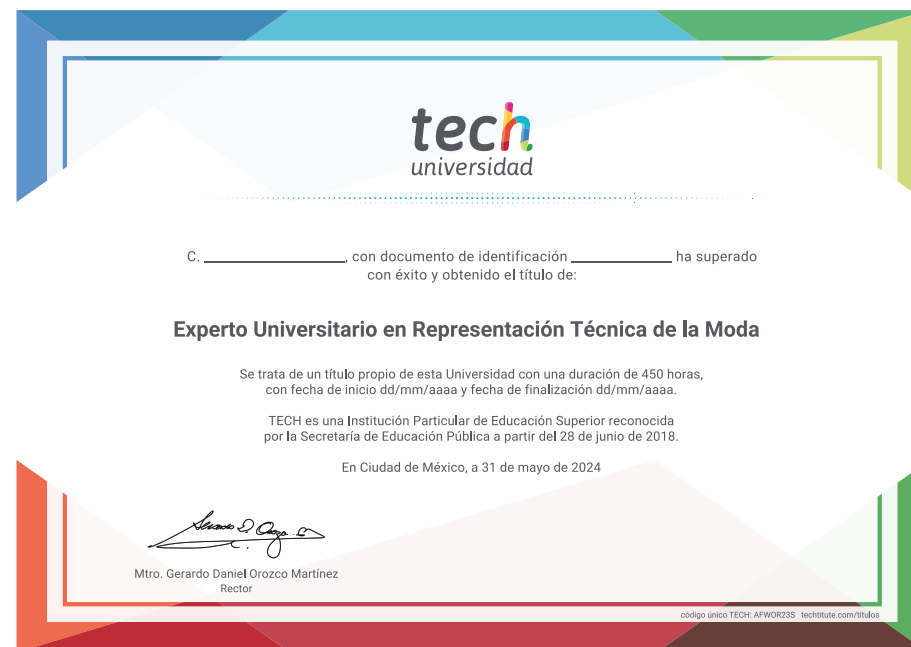 tech
universidad
C. ____________, con documento de identificación ____________ ha superado
con éxito y obtenido el título de:
Experto Universitario en Representación Técnica de la Moda
Se trata de un título propio de esta Universidad con una duración de 450 horas,
con fecha de inicio dd/mm/aaaa y fecha de finalización dd/mm/aaaa.
TECH es una Institución Particular de Educación Superior reconocida
por la Secretaría de Educación Pública a partir del 28 de junio de 2018.
En Ciudad de México, a 31 de mayo de 2024
Mtro. Gerardo Daniel Orozco Martínez
Rector
código único TECH: AFWOR23S techtitute.com/titulos